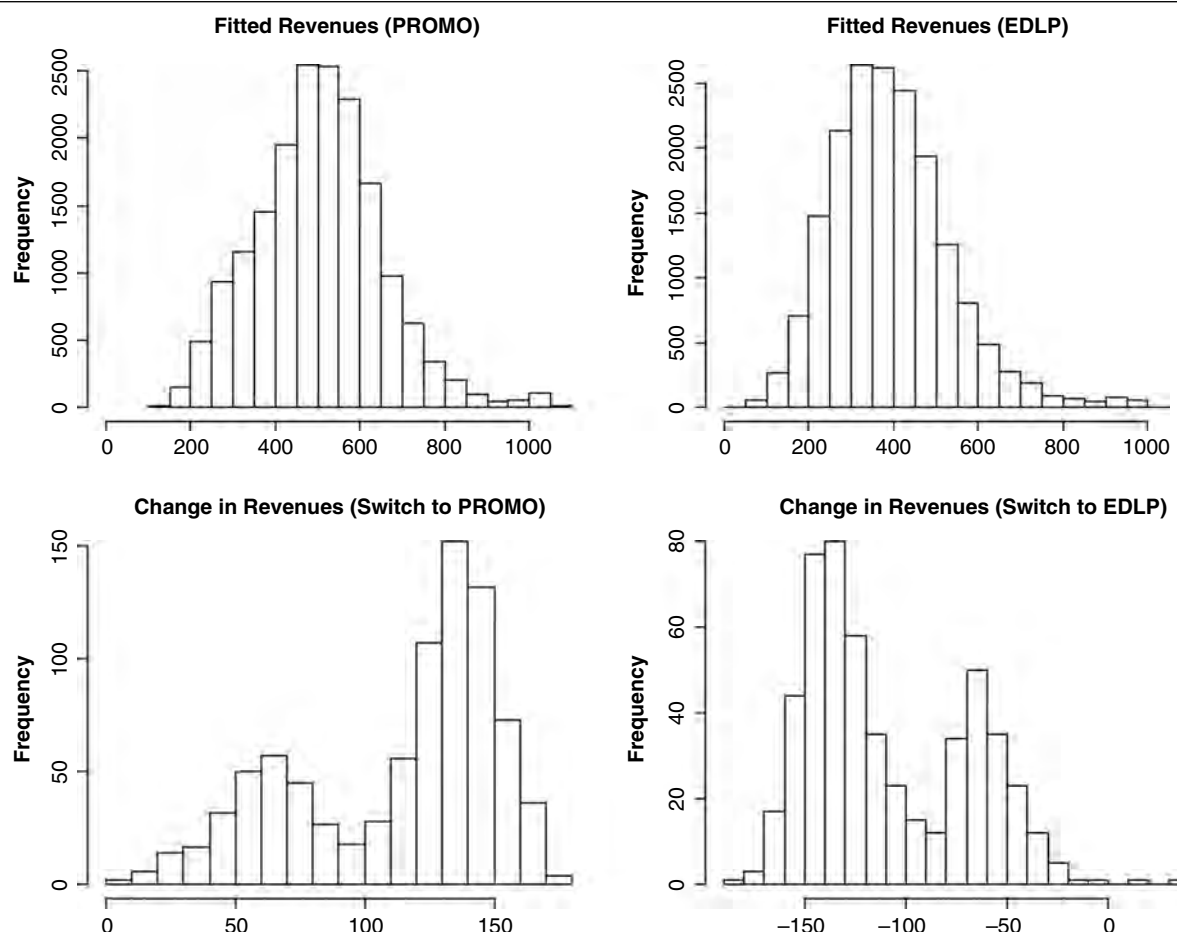 Fitted Revenues (PROMO)
Frequency
0
500
1000
1500
2000
2500
0 200 400 600 800 1000
Fitted Revenues (EDLP)
Frequency
0
500
1000
1500
2000
2500
0 200 400 600 800 1000
Change in Revenues (Switch to PROMO)
Frequency
0
50
100
150
0 50 100 150
Change in Revenues (Switch to EDLP)
Frequency
0
20
40
60
80
−150 −100 −50 0